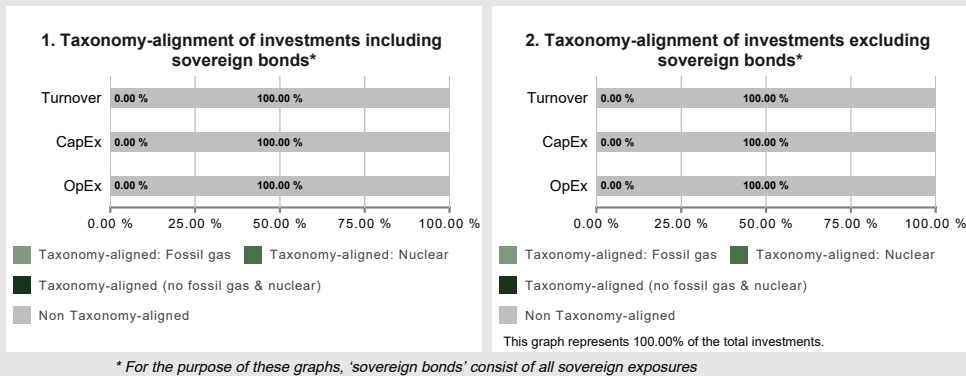 1. Taxonomy-alignment of investments including
sovereign bonds*
Turnover 0.00 % 100.00 %
CapEx 0.00 % 100.00 %
OpEx 0.00 % 100.00 %
0.00 % 25.00 % 50.00 % 75.00 % 100.00 %
Taxonomy-aligned: Fossil gas Taxonomy-aligned: Nuclear
Taxonomy-aligned (no fossil gas & nuclear)
Non Taxonomy-aligned
2. Taxonomy-alignment of investments excluding
sovereign bonds*
Turnover 0.00 % 100.00 %
CapEx 0.00 % 100.00 %
OpEx 0.00 % 100.00 %
0.00 % 25.00 % 50.00 % 75.00 % 100.00 %
Taxonomy-aligned: Fossil gas Taxonomy-aligned: Nuclear
Taxonomy-aligned (no fossil gas & nuclear)
Non Taxonomy-aligned
This graph represents 100.00% of the total investments.
* For the purpose of these graphs, ‘sovereign bonds’ consist of all sovereign exposures